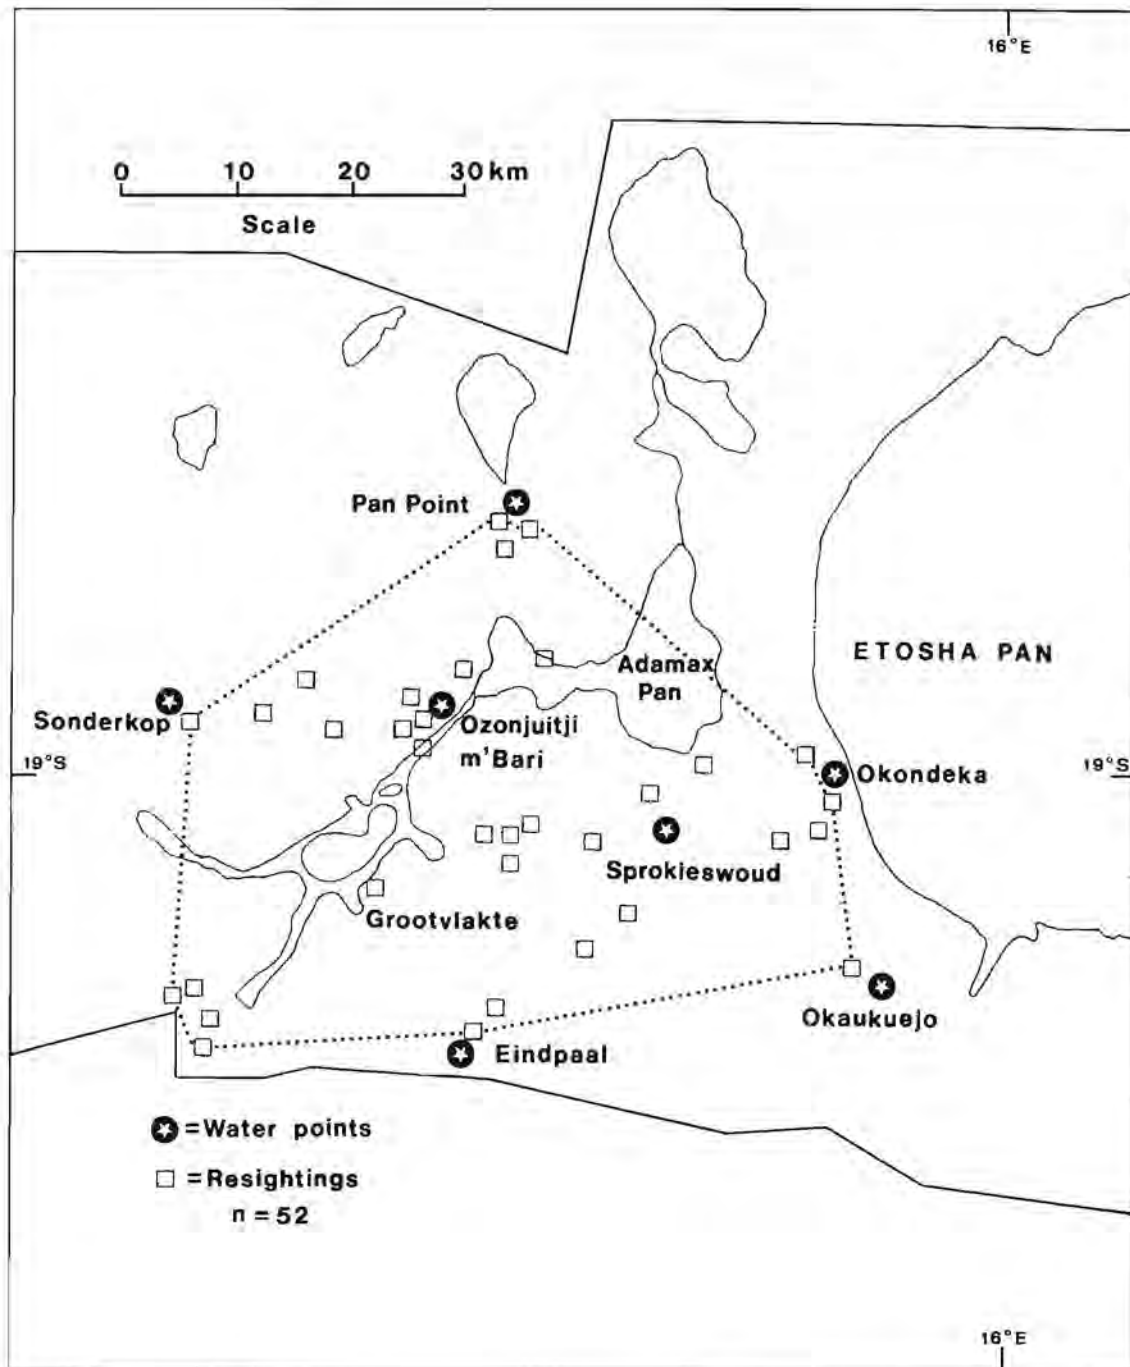 16°E
0 10 20 30 km
Scale
Pan Point
ETOSHA PAN
Adamax
Pan
Sonderkop
Ozonjuitji
m'Bari
19°S
19°S
Okondeka
Sprokieswoud
Grootvlakte
Okaukuejo
Eindpaal
=Water points
=Resightings
n = 52
16°E